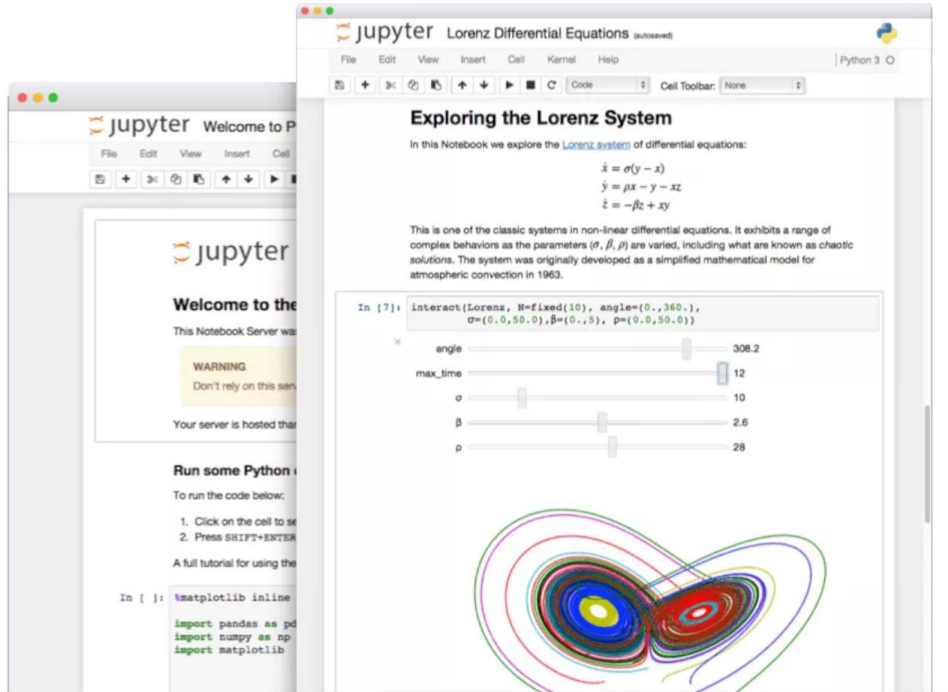 jupyter Lorenz Differential Equations (autosaved)
File Edit View Insert Cell Kernel Help Python 3
Code Cell Toolbar: None
Exploring the Lorenz System
In this Notebook we explore the Lorenz system of differential equations:
ẋ = σ(y − x)
ẏ = ρx − y − xz
ż = −βz + xy
This is one of the classic systems in non-linear differential equations. It exhibits a range of
complex behaviors as the parameters (σ, β, ρ) are varied, including what are known as chaotic
solutions. The system was originally developed as a simplified mathematical model for
atmospheric convection in 1963.
In [7]: interact(Lorenz, N=fixed(10), angle=(0.,360.),
σ=(0.0,50.0),β=(0.,5), ρ=(0.0,50.0))
angle 308.2
max_time 12
σ 10
β 2.6
ρ 28
jupyter Welcome to P
File Edit View Insert Cell
jupyter
Welcome to the
This Notebook Server was
WARNING
Don't rely on this serv
Your server is hosted than
Run some Python c
To run the code below:
1. Click on the cell to se
2. Press SHIFT+ENTER
A full tutorial for using the
In [ ]: %matplotlib inline
import pandas as pd
import numpy as np
import matplotlib